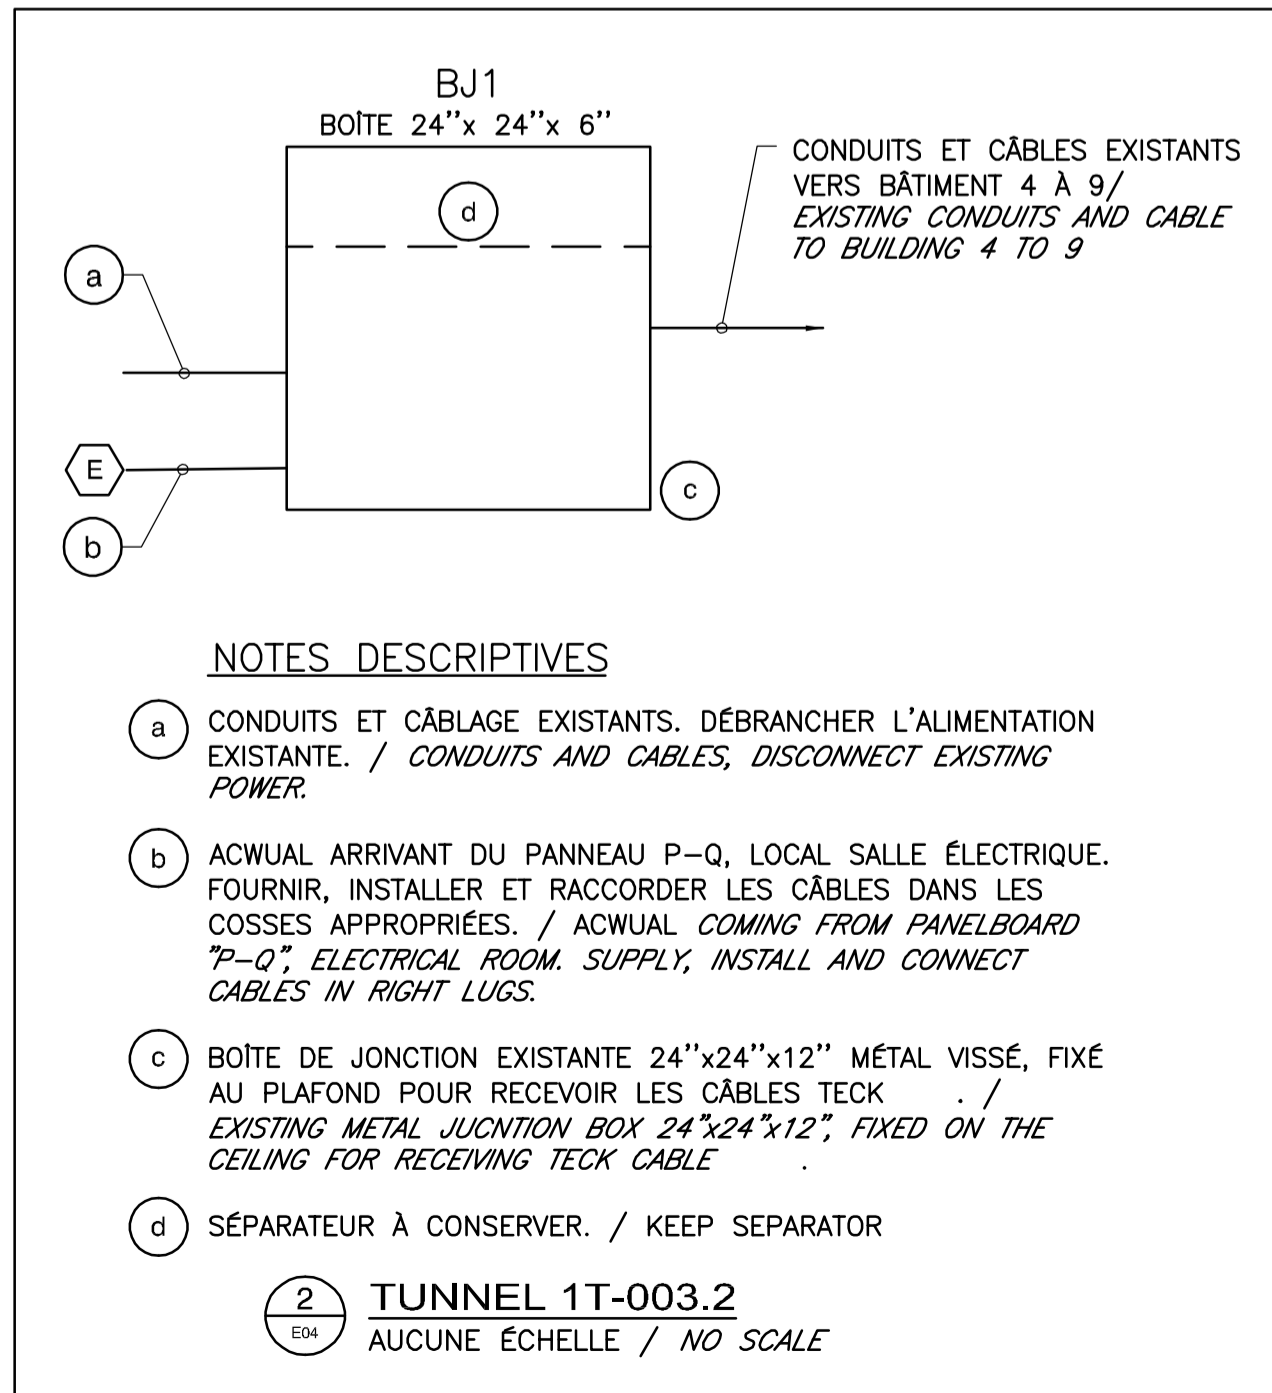 BJ1
BOÎTE 24''x 24''x 6''
d
CONDUITS ET CÂBLES EXISTANTS
VERS BÂTIMENT 4 À 9/
EXISTING CONDUITS AND CABLE
TO BUILDING 4 TO 9
a
E
c
b
NOTES DESCRIPTIVES
a
CONDUITS ET CÂBLAGE EXISTANTS. DÉBRANCHER L'ALIMENTATION
EXISTANTE. / CONDUITS AND CABLES, DISCONNECT EXISTING
POWER.
b
ACWUAL ARRIVANT DU PANNEAU P-Q, LOCAL SALLE ÉLECTRIQUE.
FOURNIR, INSTALLER ET RACCORDER LES CÂBLES DANS LES
COSSES APPROPRIÉES. / ACWUAL COMING FROM PANELBOARD
"P-Q", ELECTRICAL ROOM. SUPPLY, INSTALL AND CONNECT
CABLES IN RIGHT LUGS.
c
BOÎTE DE JONCTION EXISTANTE 24''x24''x12'' MÉTAL VISSÉ, FIXÉ
AU PLAFOND POUR RECEVOIR LES CÂBLES TECK . /
EXISTING METAL JUCNTION BOX 24"x24"x12", FIXED ON THE
CEILING FOR RECEIVING TECK CABLE .
d
SÉPARATEUR À CONSERVER. / KEEP SEPARATOR
2
E04
TUNNEL 1T-003.2
AUCUNE ÉCHELLE / NO SCALE